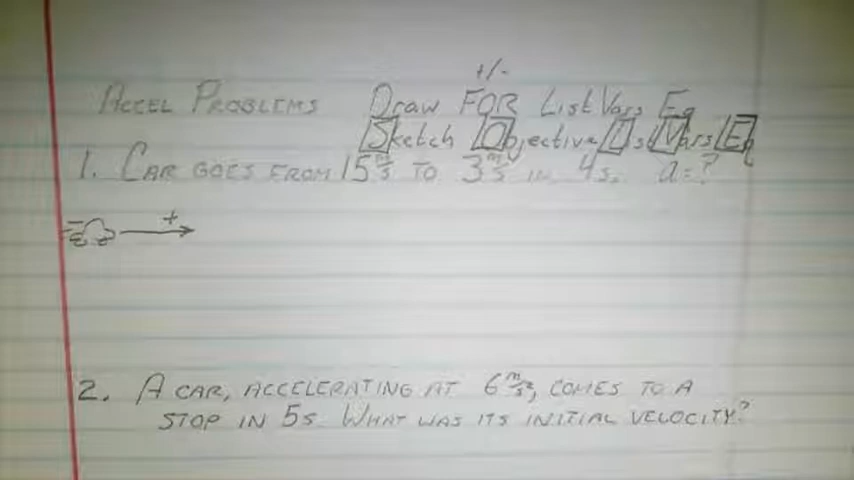 +/-
ACCEL PROBLEMS Draw FOR List Vars Eq
Sketch Objective List Vars Eq
1. CAR GOES FROM 15 m/s TO 3 m/s IN 4s. a=?
+
2. A CAR, ACCELERATING AT 6 m/s², COMES TO A
STOP IN 5s. WHAT WAS ITS INITIAL VELOCITY?